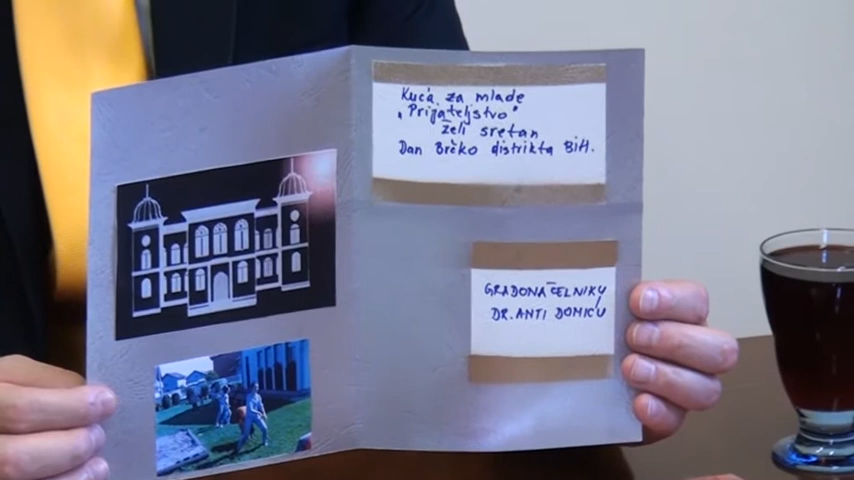 Kuća za mlade
„Prijateljstvo"
želi sretan
Dan Brčko distrikta BiH.
GRADONAČELNIKU
DR. ANTI DOMIĆU